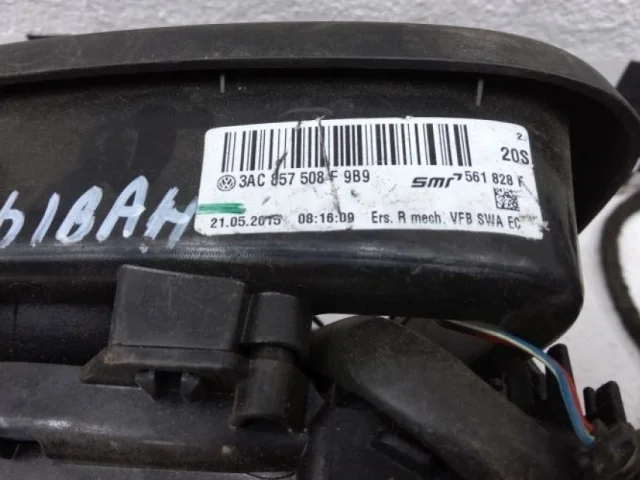 2.
20S
3AC 857 508 F 9B9
smr 561 828 F
21.05.2015 08:16:09 Ers. R mech. VFB SWA EC